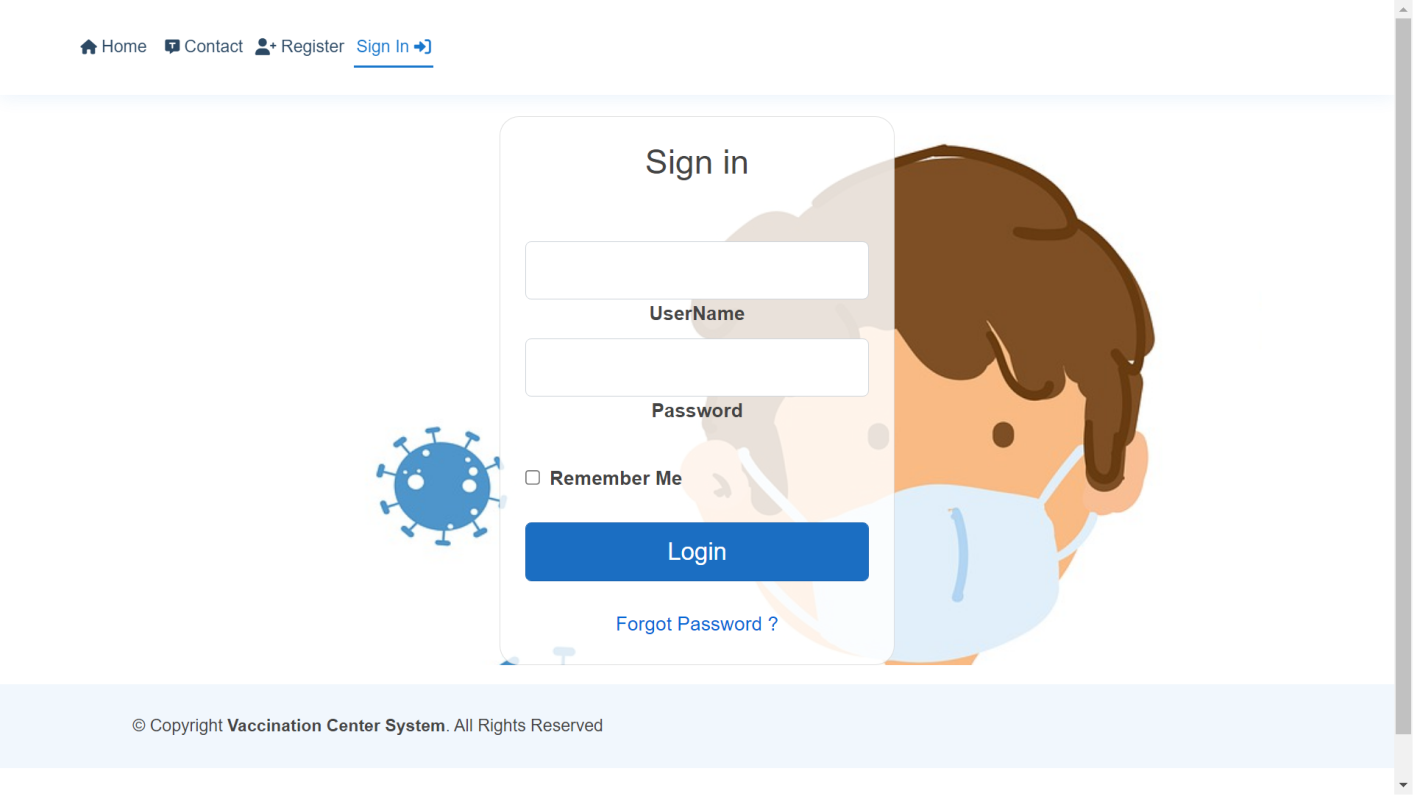 Home Contact Register Sign In
Sign in
UserName
Password
Remember Me
Login
Forgot Password ?
© Copyright Vaccination Center System. All Rights Reserved